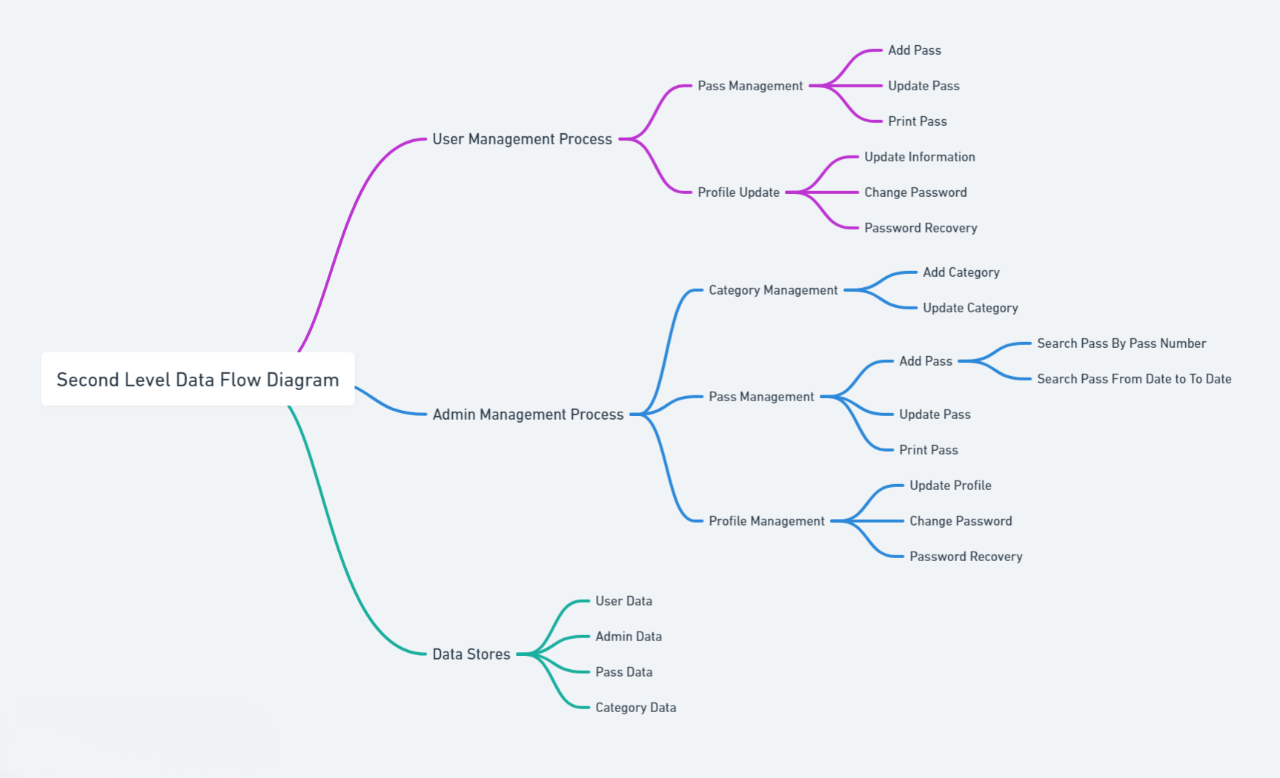 Second Level Data Flow Diagram
User Management Process
Pass Management
Add Pass
Update Pass
Print Pass
Profile Update
Update Information
Change Password
Password Recovery
Admin Management Process
Category Management
Add Category
Update Category
Pass Management
Add Pass
Search Pass By Pass Number
Search Pass From Date to To Date
Update Pass
Print Pass
Profile Management
Update Profile
Change Password
Password Recovery
Data Stores
User Data
Admin Data
Pass Data
Category Data